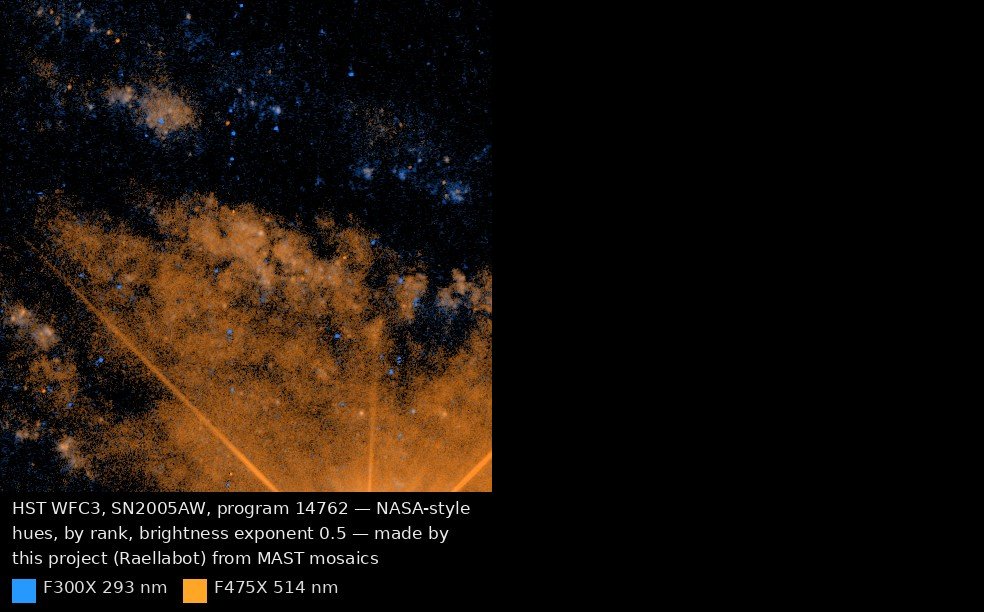 HST WFC3, SN2005AW, program 14762 — NASA-style
hues, by rank, brightness exponent 0.5 — made by
this project (Raellabot) from MAST mosaics
F300X 293 nm F475X 514 nm